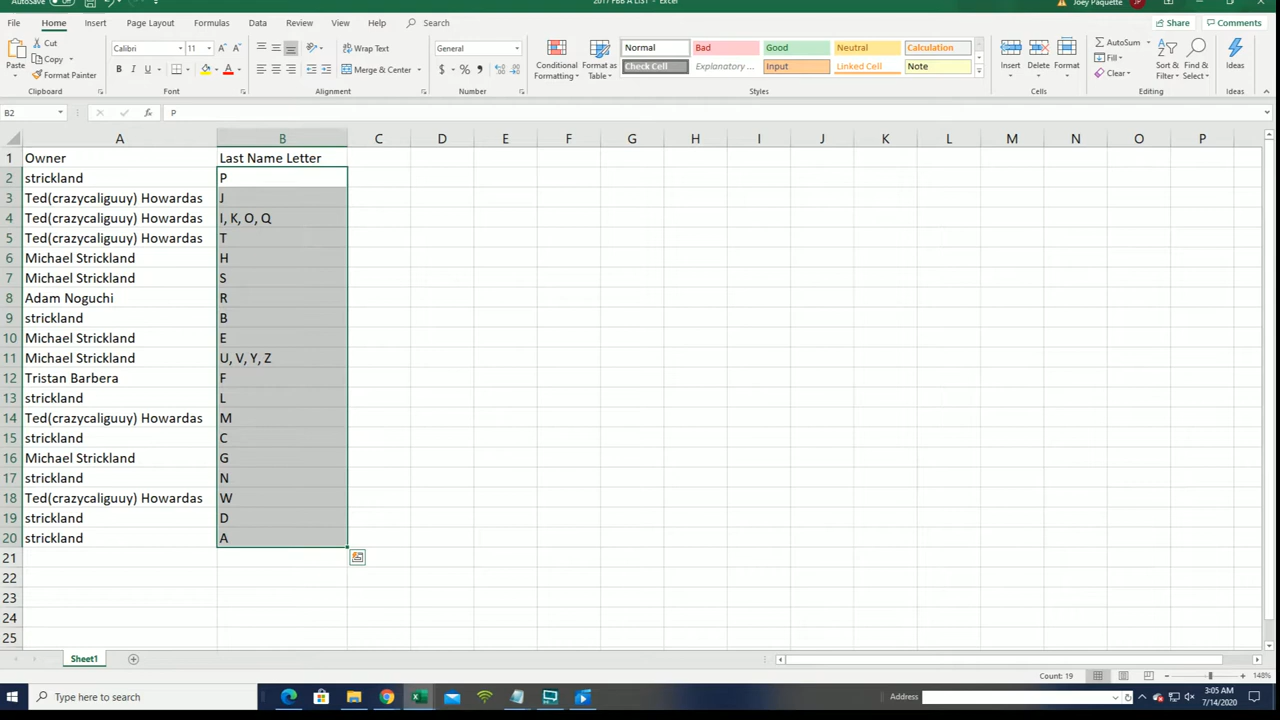 AutoSave Off 2017 FBB A LIST - Excel Joey Paquette JP
File Home Insert Page Layout Formulas Data Review View Help Search Share Comments
Paste Cut Copy Format Painter Clipboard
Calibri 11 A A B I U A Font
Wrap Text Merge & Center Alignment
General $ % , Number
Conditional Formatting Format as Table
Normal Bad Good Neutral Calculation
Check Cell Explanatory ... Input Linked Cell Note
Styles
Insert Delete Format Cells
AutoSum Fill Clear Sort & Filter Find & Select Editing
Ideas Ideas
B2 fx P
A B C D E F G H I J K L M N O P
1 Owner Last Name Letter
2 strickland P
3 Ted(crazycaliguuy) Howardas J
4 Ted(crazycaliguuy) Howardas I, K, O, Q
5 Ted(crazycaliguuy) Howardas T
6 Michael Strickland H
7 Michael Strickland S
8 Adam Noguchi R
9 strickland B
10 Michael Strickland E
11 Michael Strickland U, V, Y, Z
12 Tristan Barbera F
13 strickland L
14 Ted(crazycaliguuy) Howardas M
15 strickland C
16 Michael Strickland G
17 strickland N
18 Ted(crazycaliguuy) Howardas W
19 strickland D
20 strickland A
21
22
23
24
25
Sheet1
Count: 19 148%
Type here to search Address 3:05 AM
7/14/2020